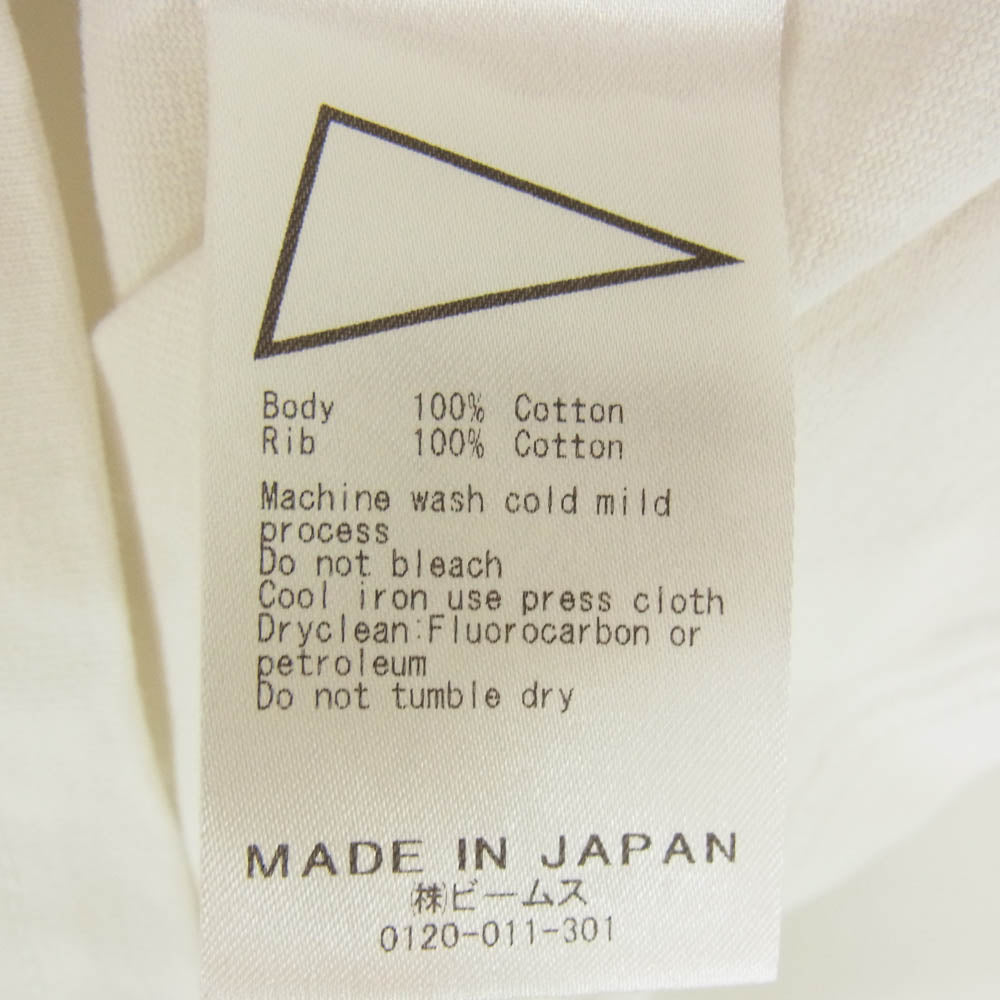 Body 100% Cotton
Rib 100% Cotton
Machine wash cold mild
process
Do not bleach
Cool iron use press cloth
Dryclean:Fluorocarbon or
petroleum
Do not tumble dry
MADE IN JAPAN
㈱ビームス
0120-011-301